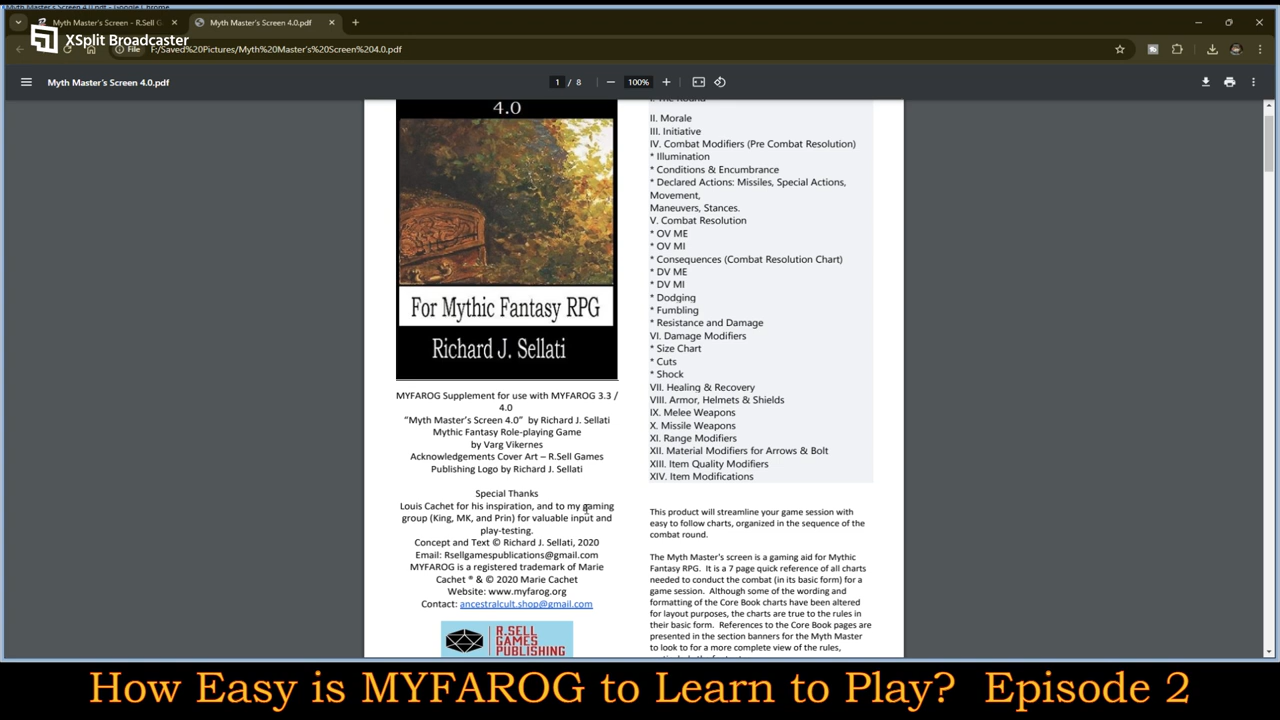 Myth Master's Screen - R.Sell G
Myth Master's Screen 4.0.pdf
XSplit Broadcaster
File
F:/Saved%20Pictures/Myth%20Master's%20Screen%204.0.pdf
Myth Master's Screen 4.0.pdf
1 / 8
100%
4.0
For Mythic Fantasy RPG
Richard J. Sellati
MYFAROG Supplement for use with MYFAROG 3.3 /
4.0
"Myth Master's Screen 4.0" by Richard J. Sellati
Mythic Fantasy Role-playing Game
by Varg Vikernes
Acknowledgements Cover Art – R.Sell Games
Publishing Logo by Richard J. Sellati
Special Thanks
Louis Cachet for his inspiration, and to my gaming
group (King, MK, and Prin) for valuable input and
play-testing.
Concept and Text © Richard J. Sellati, 2020
Email: Rsellgamespublications@gmail.com
MYFAROG is a registered trademark of Marie
Cachet ® & © 2020 Marie Cachet
Website: www.myfarog.org
Contact: ancestralcult.shop@gmail.com
R.SELL
GAMES
PUBLISHING
I. The Round
II. Morale
III. Initiative
IV. Combat Modifiers (Pre Combat Resolution)
* Illumination
* Conditions & Encumbrance
* Declared Actions: Missiles, Special Actions,
Movement,
Maneuvers, Stances.
V. Combat Resolution
* OV ME
* OV MI
* Consequences (Combat Resolution Chart)
* DV ME
* DV MI
* Dodging
* Fumbling
* Resistance and Damage
VI. Damage Modifiers
* Size Chart
* Cuts
* Shock
VII. Healing & Recovery
VIII. Armor, Helmets & Shields
IX. Melee Weapons
X. Missile Weapons
XI. Range Modifiers
XII. Material Modifiers for Arrows & Bolt
XIII. Item Quality Modifiers
XIV. Item Modifications
This product will streamline your game session with
easy to follow charts, organized in the sequence of the
combat round.
The Myth Master's screen is a gaming aid for Mythic
Fantasy RPG. It is a 7 page quick reference of all charts
needed to conduct the combat (in its basic form) for a
game session. Although some of the wording and
formatting of the Core Book charts have been altered
for layout purposes, the charts are true to the rules in
their basic form. References to the Core Book pages are
presented in the section banners for the Myth Master
to look to for a more complete view of the rules,
How Easy is MYFAROG to Learn to Play? Episode 2